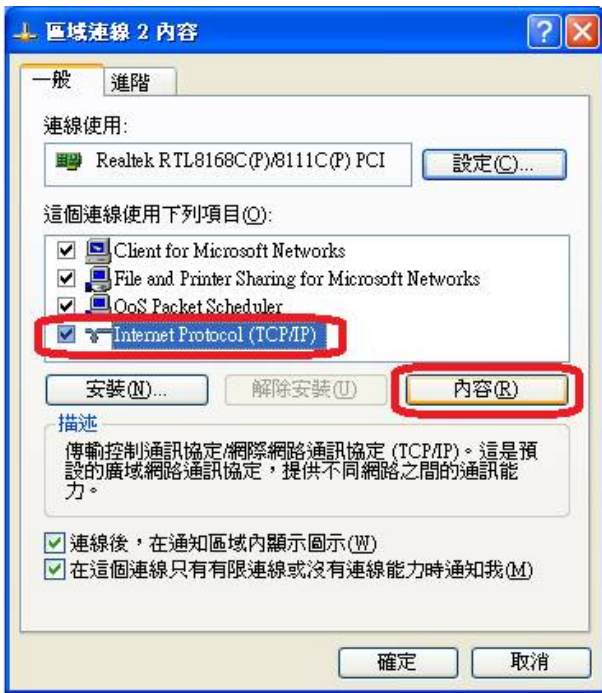 區域連線 2 內容
一般 進階
連線使用:
Realtek RTL8168C(P)/8111C(P) PCI 設定(C)...
這個連線使用下列項目(O):
Client for Microsoft Networks
File and Printer Sharing for Microsoft Networks
QoS Packet Scheduler
Internet Protocol (TCP/IP)
安裝(N)... 解除安裝(U) 內容(R)
描述
傳輸控制通訊協定/網際網路通訊協定 (TCP/IP)。這是預
設的廣域網路通訊協定，提供不同網路之間的通訊能
力。
連線後，在通知區域內顯示圖示(W)
在這個連線只有有限連線或沒有連線能力時通知我(M)
確定 取消